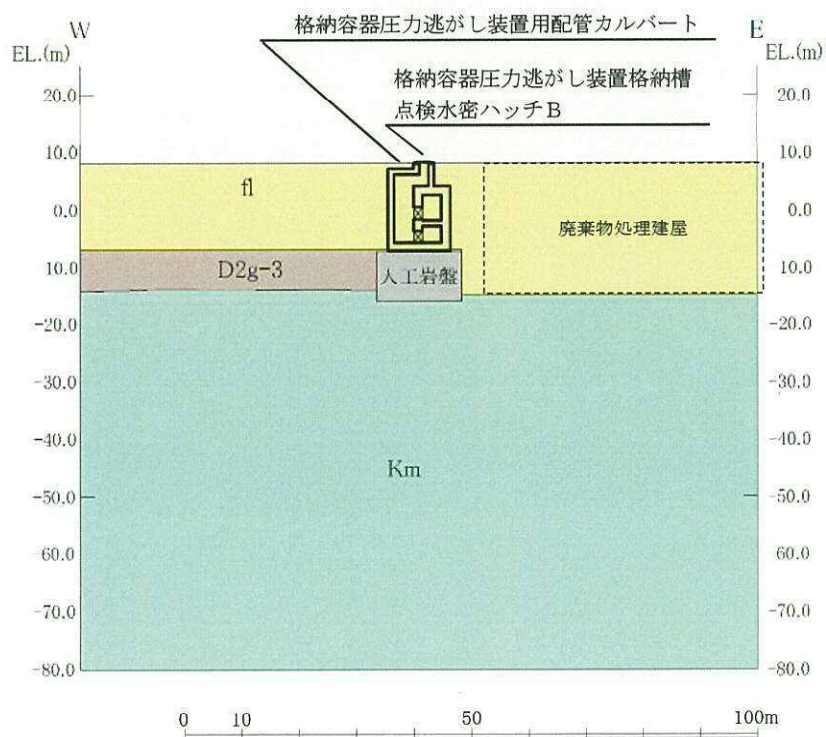 格納容器圧力逃がし装置用配管カルバート
W
E
EL.(m)
EL.(m)
格納容器圧力逃がし装置格納槽
点検水密ハッチB
20.0
20.0
10.0
10.0
fl
0.0
0.0
廃棄物処理建屋
10.0
D2g-3
人工岩盤
10.0
-20.0
-20.0
-30.0
-30.0
-40.0
-40.0
Km
-50.0
-50.0
-60.0
-60.0
-70.0
-70.0
-80.0
-80.0
0 10 50 100m